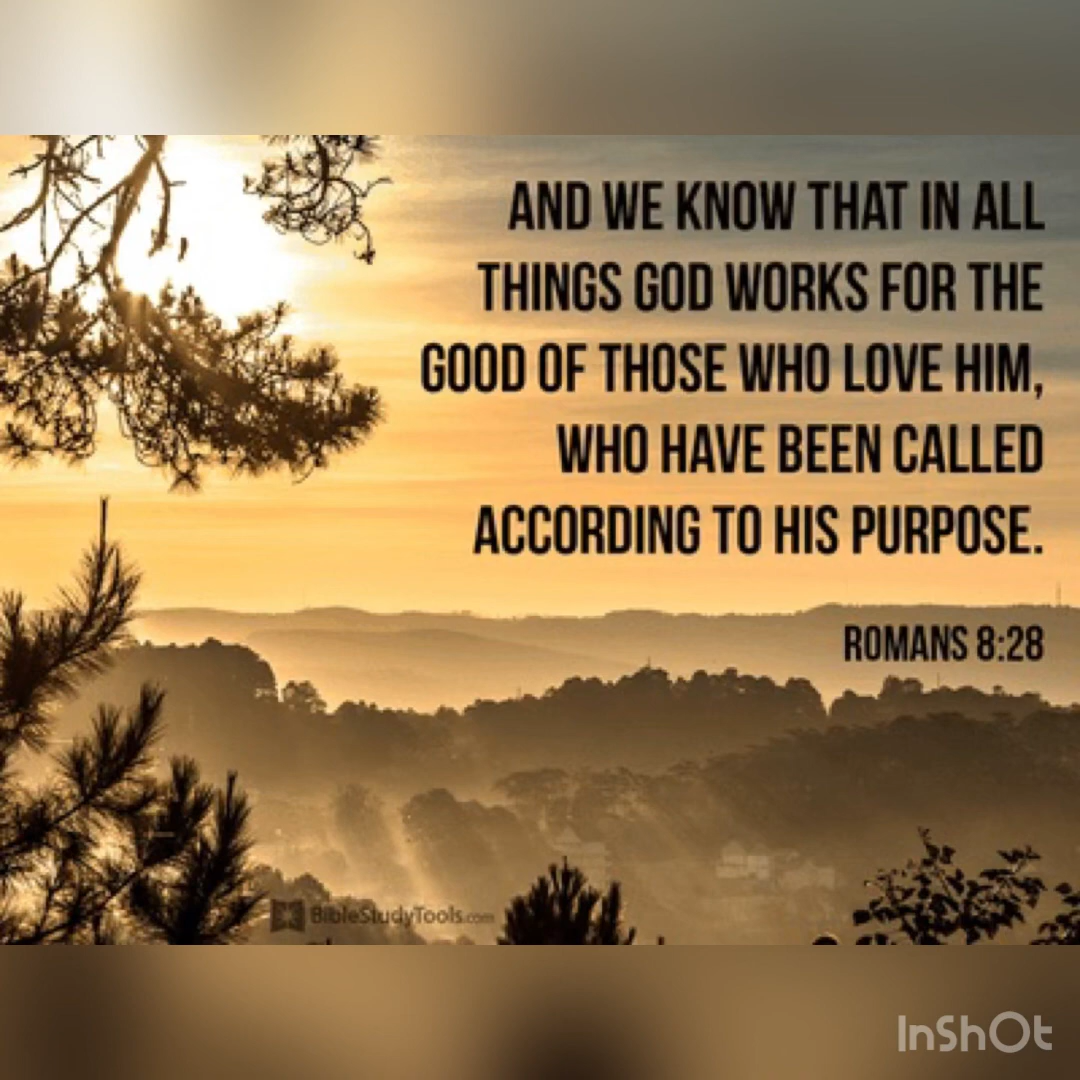 AND WE KNOW THAT IN ALL
THINGS GOD WORKS FOR THE
GOOD OF THOSE WHO LOVE HIM,
WHO HAVE BEEN CALLED
ACCORDING TO HIS PURPOSE.
ROMANS 8:28
BibleStudyTools.com
InShOt